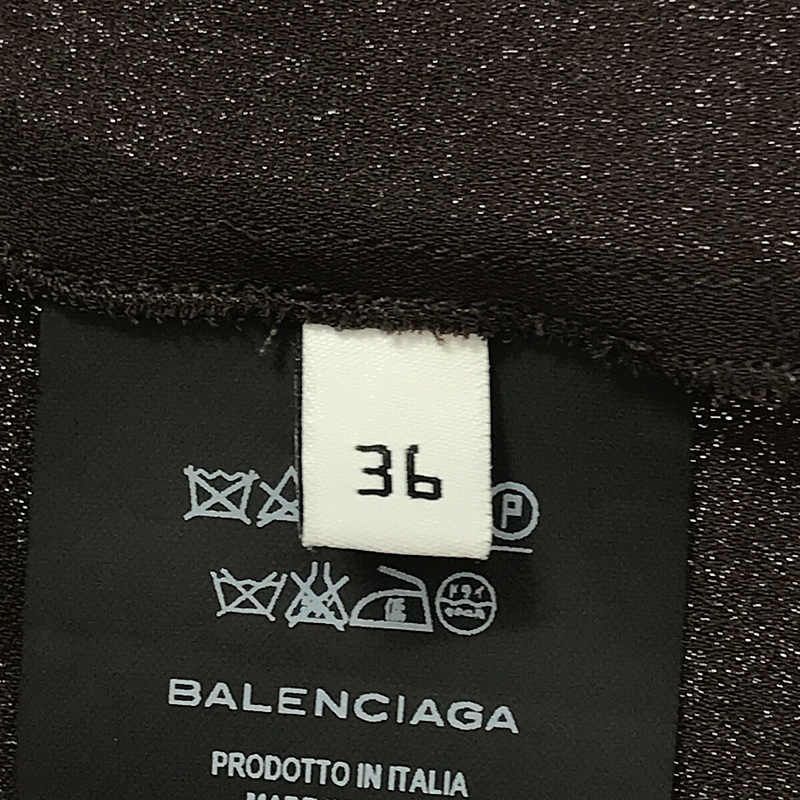 36
P
低
ドライ
BALENCIAGA
PRODOTTO IN ITALIA